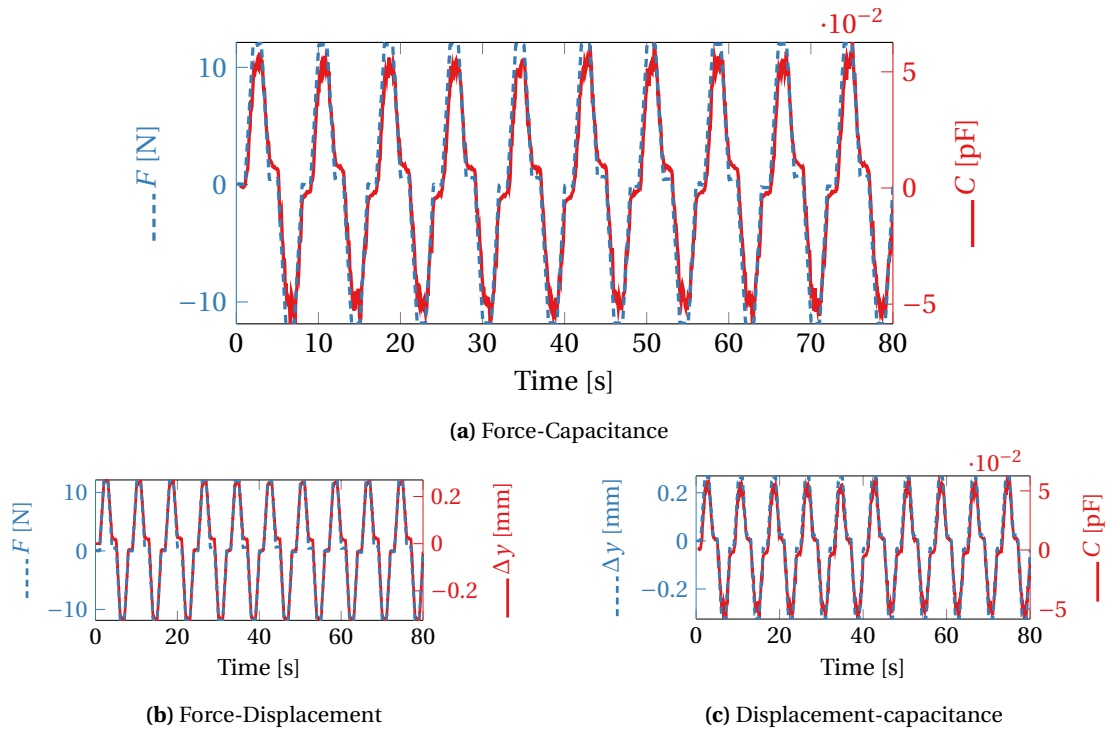 ·10⁻²
10
0
−10
F [N]
5
0
−5
C [pF]
0 10 20 30 40 50 60 70 80
Time [s]
(a) Force-Capacitance
10
0
−10
F [N]
0.2
0
−0.2
Δy [mm]
0 20 40 60 80
Time [s]
(b) Force-Displacement
·10⁻²
0.2
0
−0.2
Δy [mm]
5
0
−5
C [pF]
0 20 40 60 80
Time [s]
(c) Displacement-capacitance